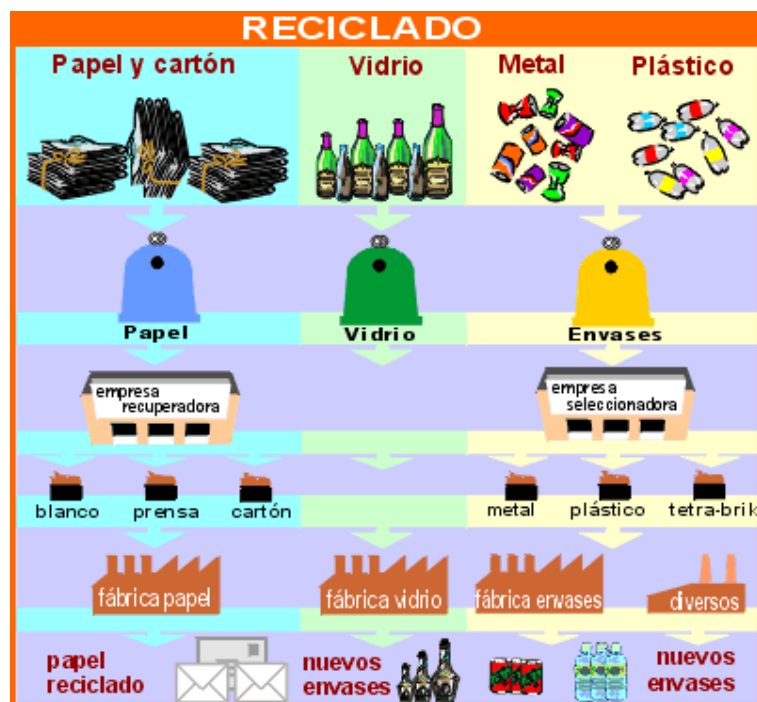 RECICLADO
Papel y cartón
Vidrio
Metal
Plástico
Papel
Vidrio
Envases
empresa
recuperadora
empresa
seleccionadora
blanco
prensa
cartón
metal
plástico
tetra-brik
fábrica papel
fábrica vidrio
fábrica envases
diversos
papel
reciclado
nuevos
envases
nuevos
envases